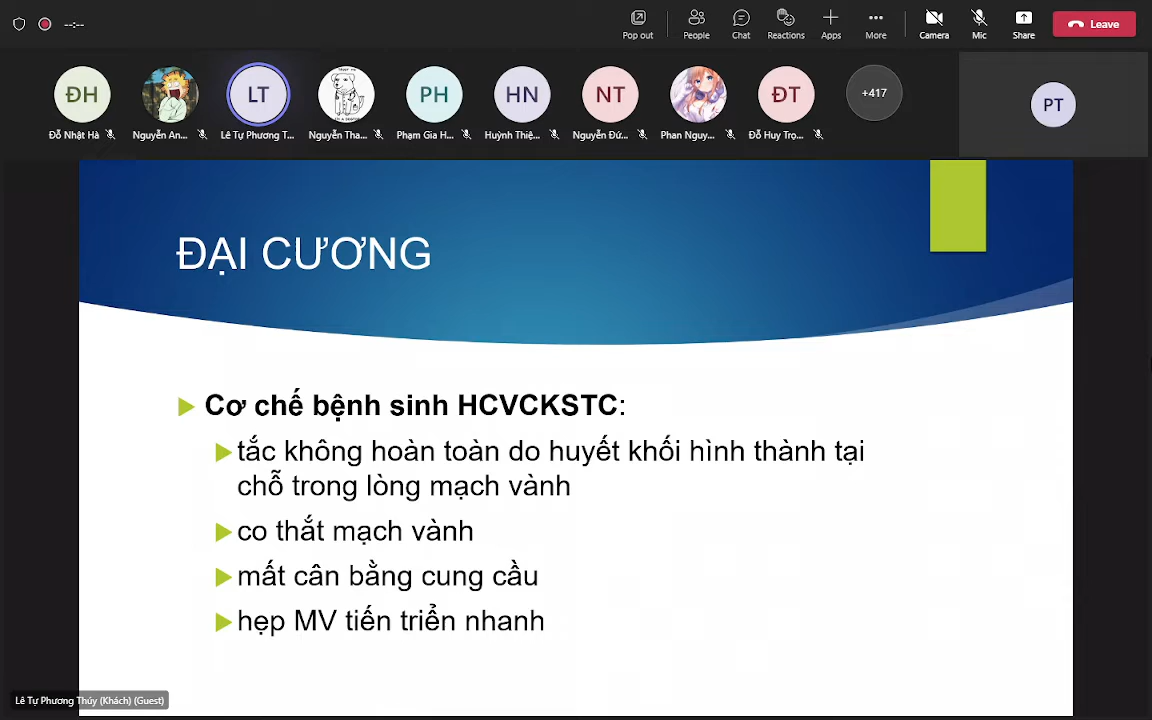 --:--
Pop out
People
Chat
Reactions
Apps
More
Camera
Mic
Share
Leave
ĐH
LT
PH
HN
NT
ĐT
+417
PT
Đỗ Nhật Hà
Nguyễn An...
Lê Tự Phương T...
Nguyễn Tha...
Phạm Gia H...
Huỳnh Thiệ...
Nguyễn Đứ...
Phan Nguy...
Đỗ Huy Trọ...
ĐẠI CƯƠNG
Cơ chế bệnh sinh HCVCKSTC:
tắc không hoàn toàn do huyết khối hình thành tại
chỗ trong lòng mạch vành
co thắt mạch vành
mất cân bằng cung cầu
hẹp MV tiến triển nhanh
Lê Tự Phương Thúy (Khách) (Guest)